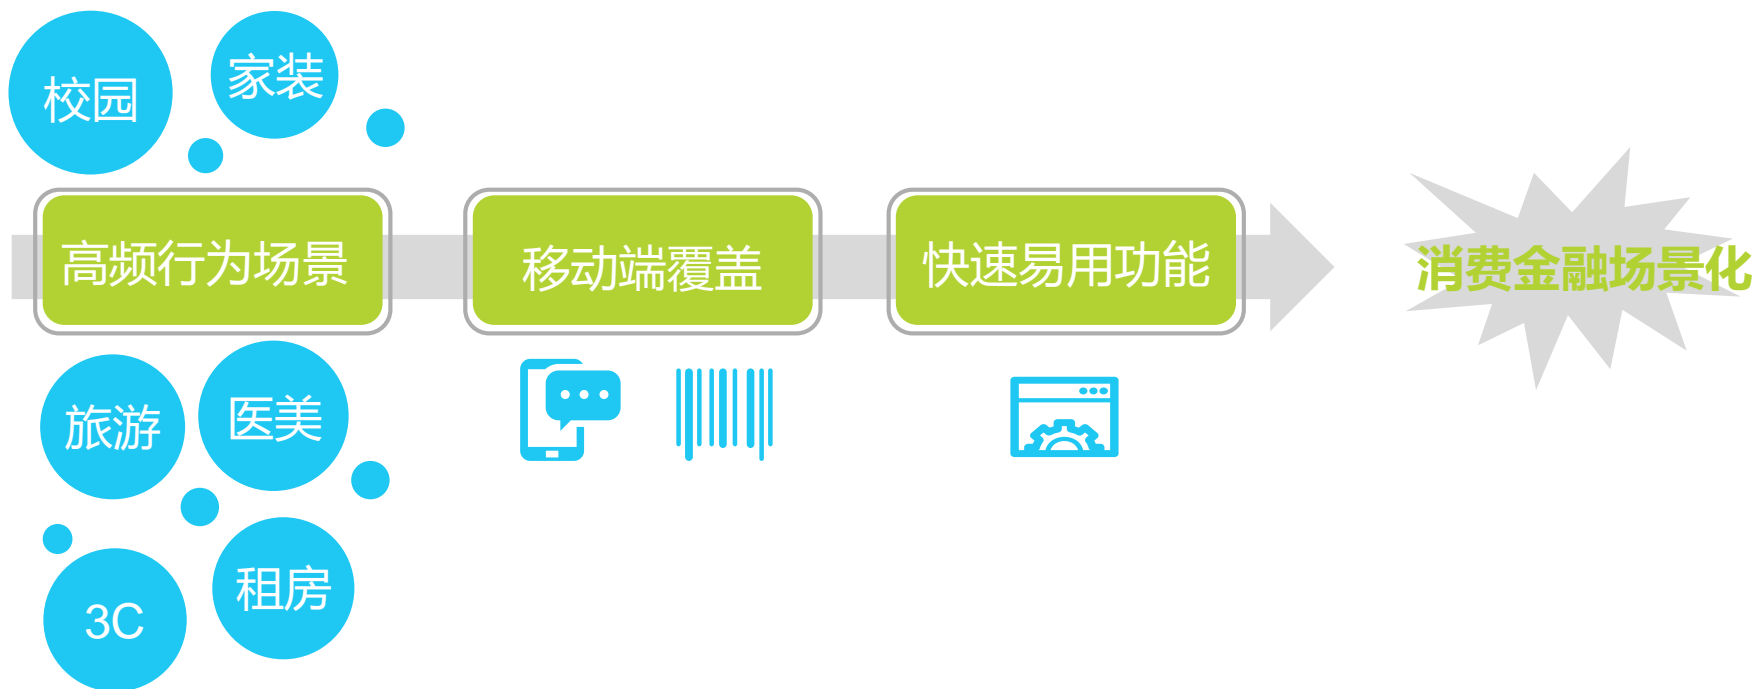 校园
家装
高频行为场景
移动端覆盖
快速易用功能
消费金融场景化
旅游
医美
3C
租房